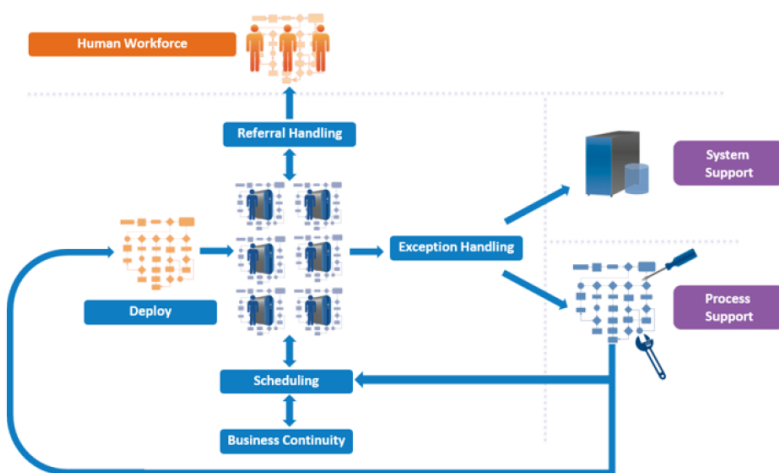 Human Workforce
Referral Handling
System
Support
Exception Handling
Deploy
Process
Support
Scheduling
Business Continuity